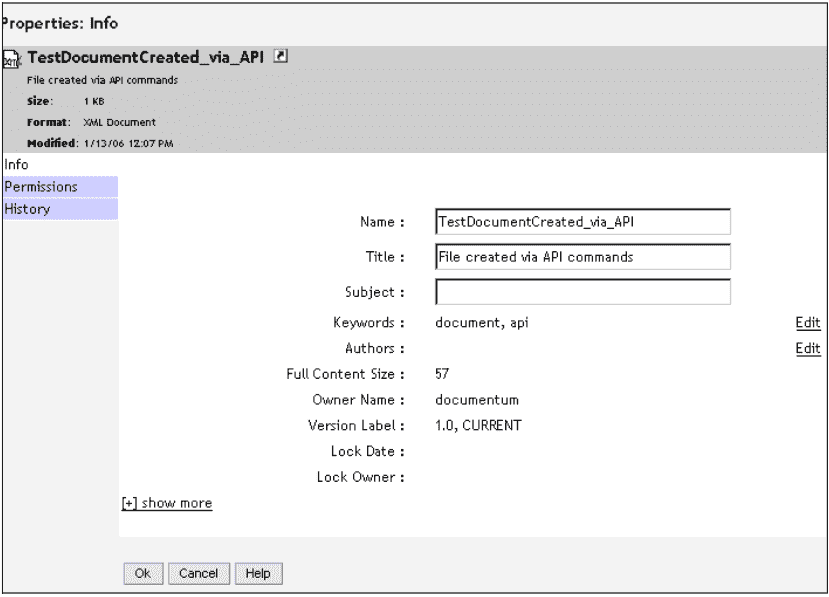 Properties: Info
TestDocumentCreated_via_API
File created via API commands
Size: 1 KB
Format: XML Document
Modified: 1/13/06 12:07 PM
Info
Permissions
History
Name : TestDocumentCreated_via_API
Title : File created via API commands
Subject :
Keywords : document, api Edit
Authors : Edit
Full Content Size : 57
Owner Name : documentum
Version Label : 1.0, CURRENT
Lock Date :
Lock Owner :
[+] show more
Ok Cancel Help